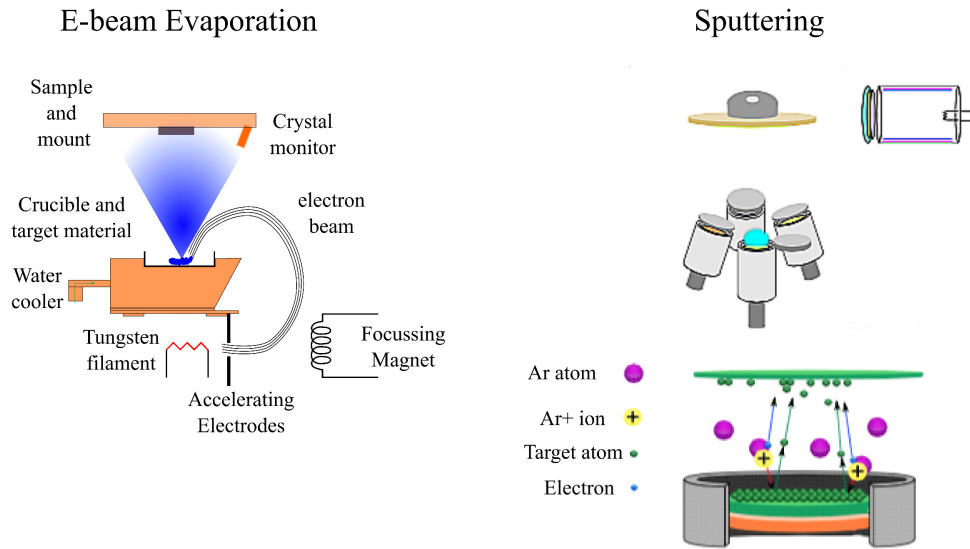 E-beam Evaporation
Sputtering
Sample
and
mount
Crystal
monitor
Crucible and
target material
electron
beam
Water
cooler
Tungsten
filament
Focussing
Magnet
Accelerating
Electrodes
Ar atom
Ar+ ion
+
Target atom
Electron
+
+